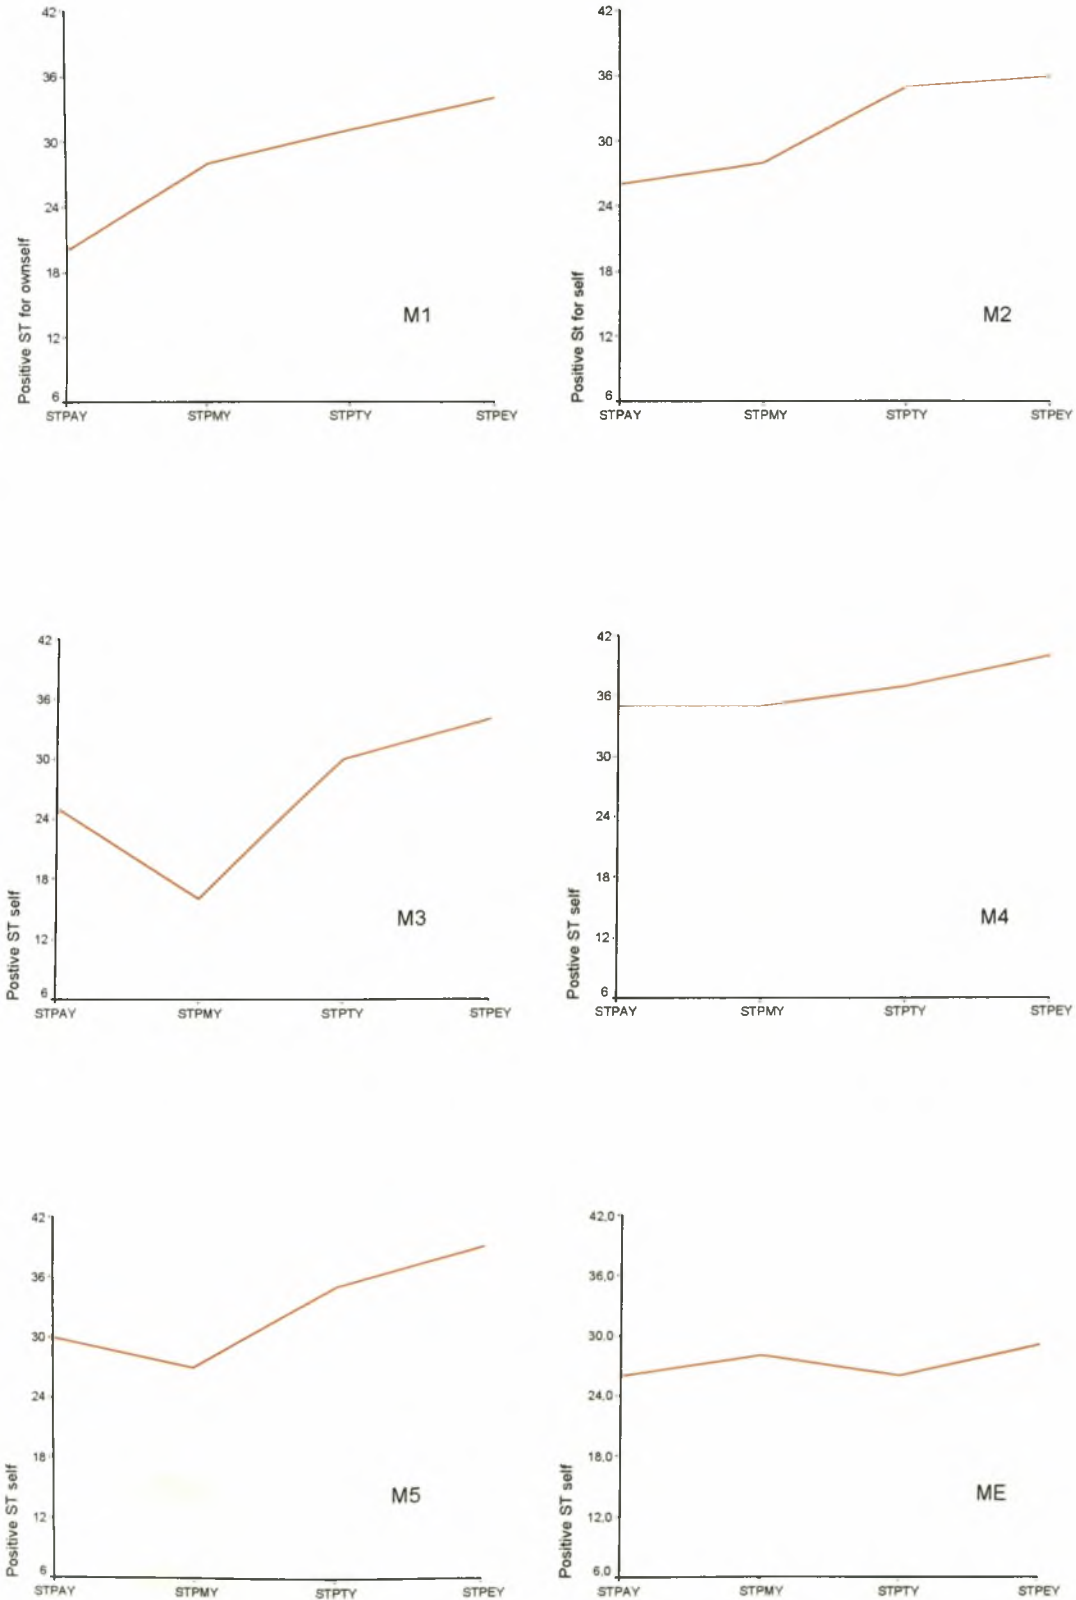 42
36
30
24
18
12
6
Positive ST for ownself
M1
STPAY STPMY STPTY STPEY
42
36
30
24
18
12
6
Positive St for self
M2
STPAY STPMY STPTY STPEY
42
36
30
24
18
12
6
Postive ST self
M3
STPAY STPMY STPTY STPEY
42
36
30
24
18
12
6
Positive ST self
M4
STPAY STPMY STPTY STPEY
42
36
30
24
18
12
6
Positive ST self
M5
STPAY STPMY STPTY STPEY
42,0
36,0
30,0
24,0
18,0
12,0
6,0
Positive ST self
ME
STPAY STPMY STPTY STPEY